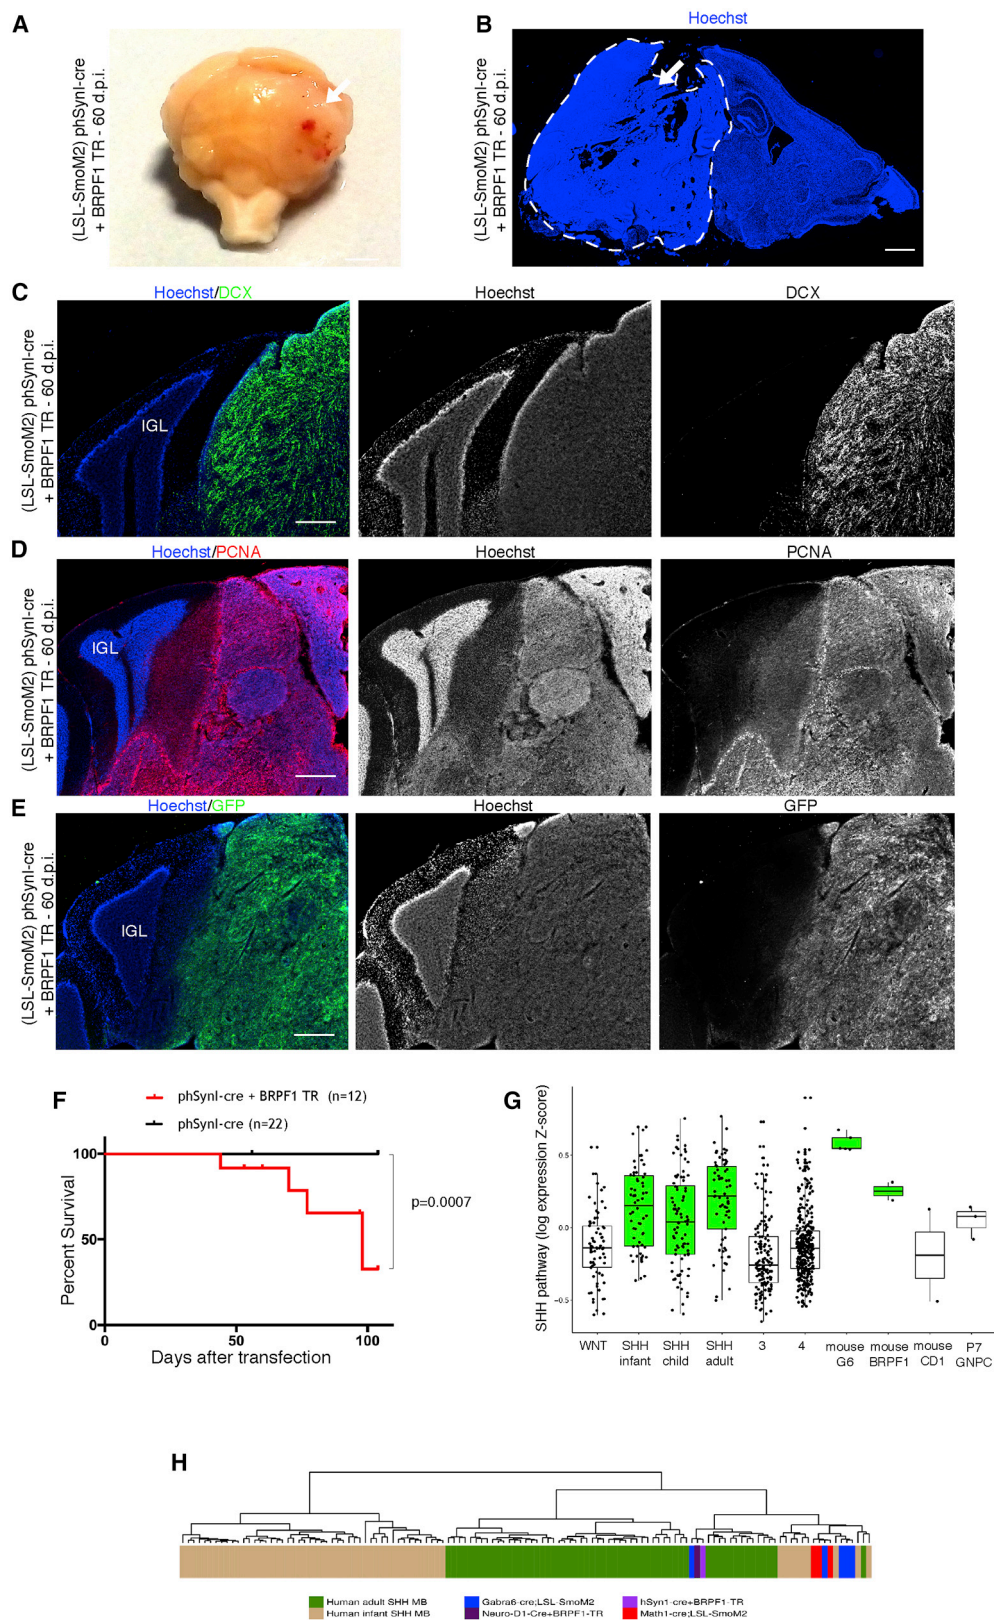 A
(LSL-SmoM2) phSynI-cre
+ BRPF1 TR - 60 d.p.i.
B
Hoechst
(LSL-SmoM2) phSynI-cre
+ BRPF1 TR - 60 d.p.i.
C
Hoechst/DCX
Hoechst
DCX
(LSL-SmoM2) phSynI-cre
+ BRPF1 TR - 60 d.p.i.
IGL
D
Hoechst/PCNA
Hoechst
PCNA
(LSL-SmoM2) phSynI-cre
+ BRPF1 TR - 60 d.p.i.
IGL
E
Hoechst/GFP
Hoechst
GFP
(LSL-SmoM2) phSynI-cre
+ BRPF1 TR - 60 d.p.i.
IGL
F
phSynI-cre + BRPF1 TR (n=12)
phSynI-cre (n=22)
Percent Survival
100
50
0
p=0.0007
0 50 100
Days after transfection
G
SHH pathway (log expression Z-score)
0.5
0.0
−0.5
WNT
SHH infant
SHH child
SHH adult
3
4
mouse G6
mouse BRPF1
mouse CD1
P7 GNPC
H
Human adult SHH MB
Human infant SHH MB
Gabra6-cre;LSL-SmoM2
Neuro-D1-Cre+BRPF1-TR
hSyn1-cre+BRPF1-TR
Math1-cre;LSL-SmoM2